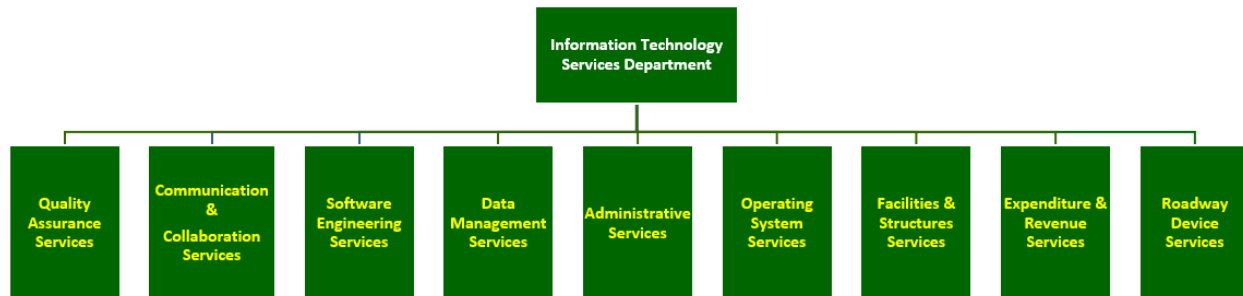 Information Technology
Services Department
Quality
Assurance
Services
Communication
&
Collaboration
Services
Software
Engineering
Services
Data
Management
Services
Administrative
Services
Operating
System
Services
Facilities &
Structures
Services
Expenditure &
Revenue
Services
Roadway
Device
Services